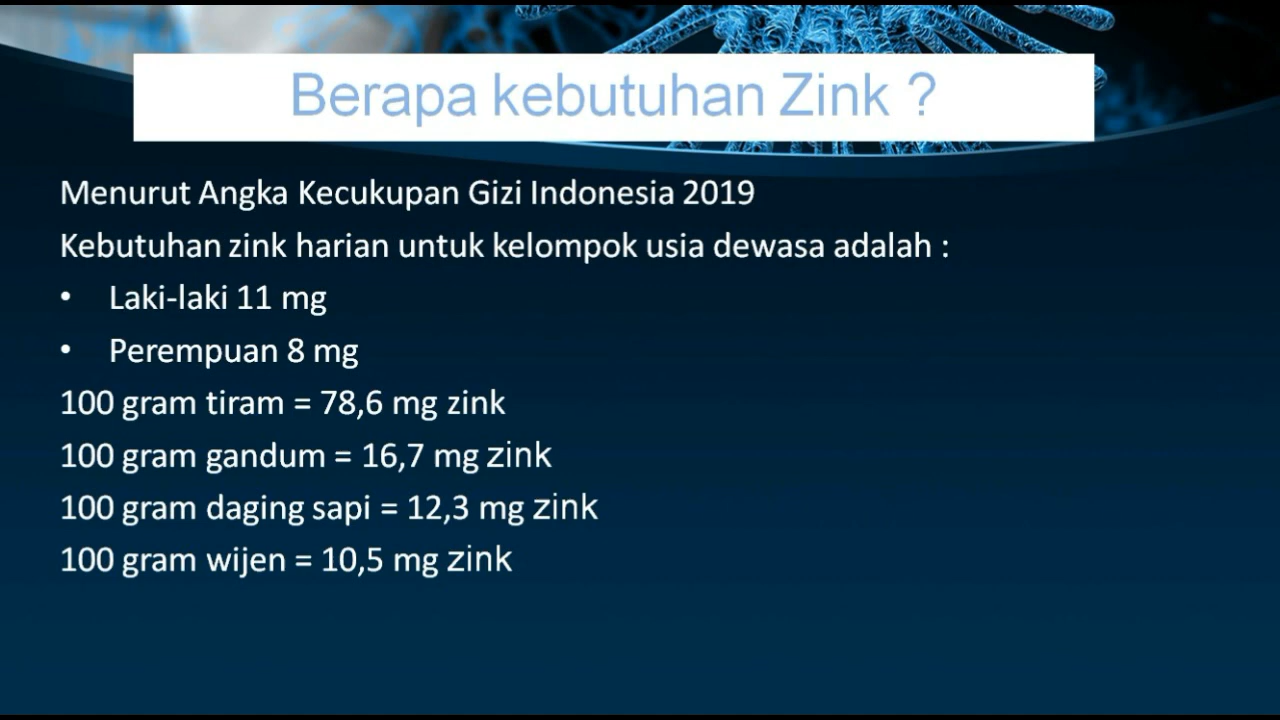 Berapa kebutuhan Zink ?
Menurut Angka Kecukupan Gizi Indonesia 2019
Kebutuhan zink harian untuk kelompok usia dewasa adalah :
• Laki-laki 11 mg
• Perempuan 8 mg
100 gram tiram = 78,6 mg zink
100 gram gandum = 16,7 mg zink
100 gram daging sapi = 12,3 mg zink
100 gram wijen = 10,5 mg zink